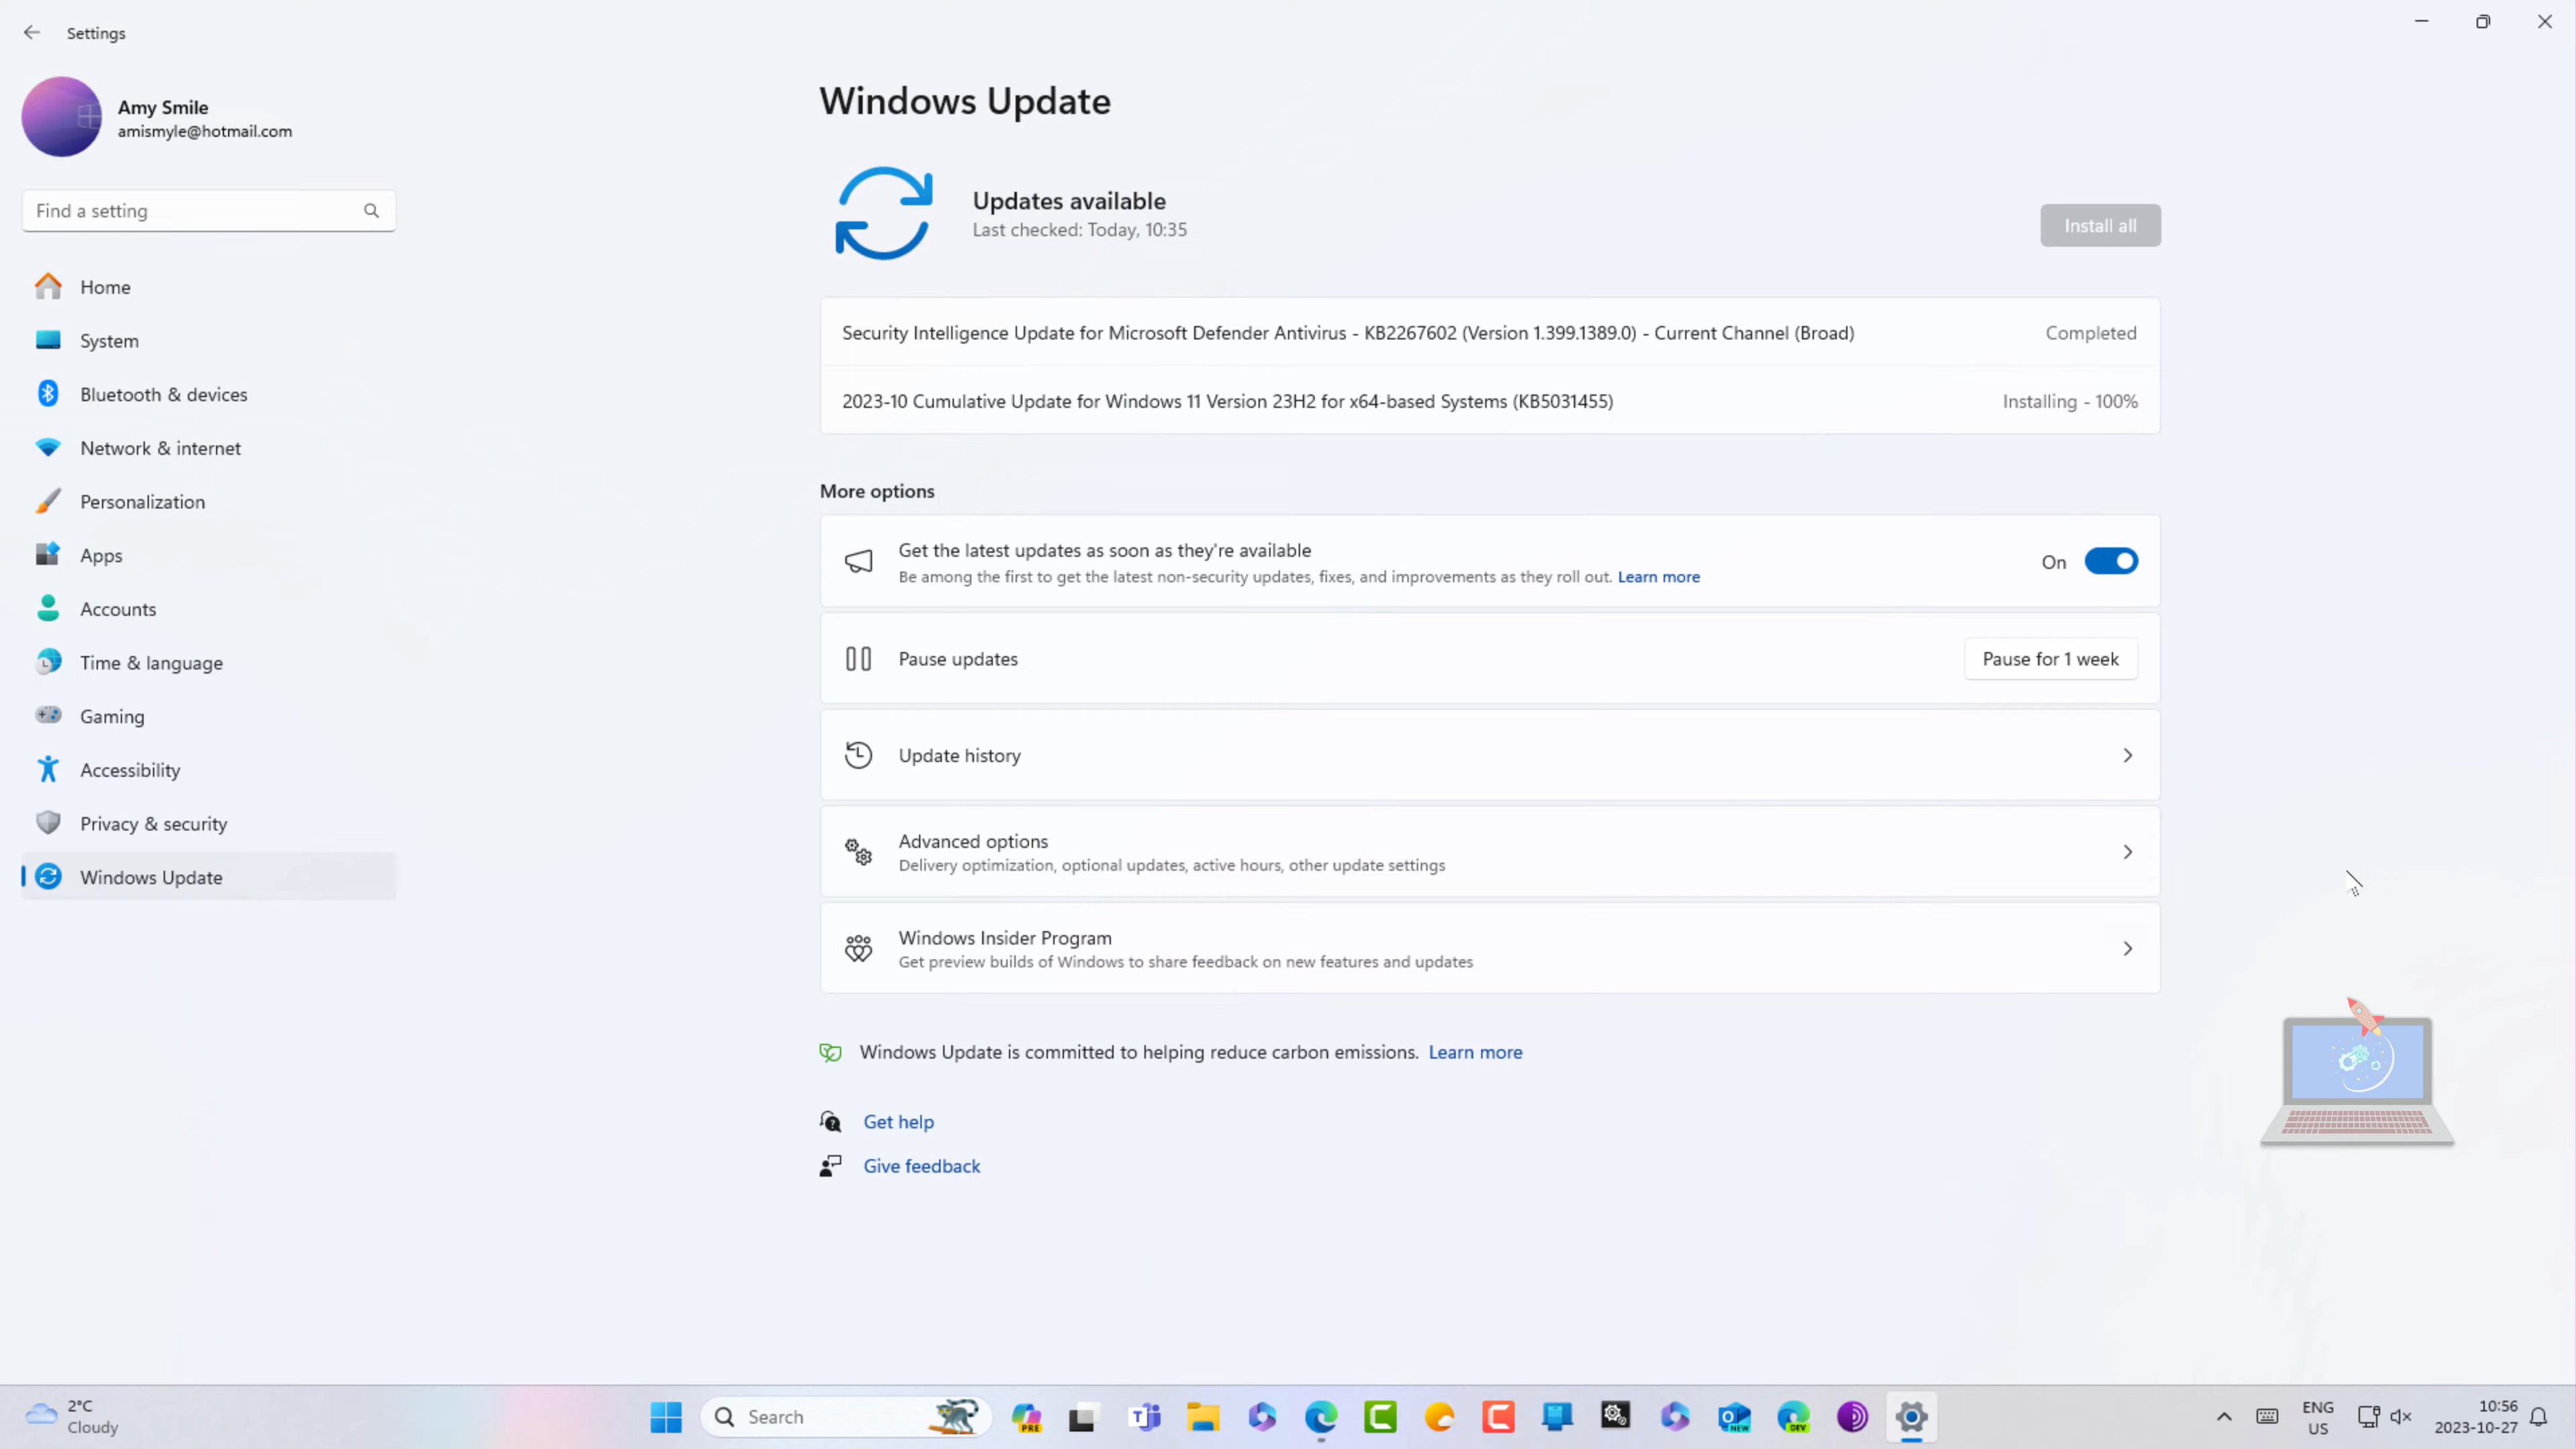 Settings
Amy Smile
amismyle@hotmail.com
Find a setting
Home
System
Bluetooth & devices
Network & internet
Personalization
Apps
Accounts
Time & language
Gaming
Accessibility
Privacy & security
Windows Update
Windows Update
Updates available
Last checked: Today, 10:35
Install all
Security Intelligence Update for Microsoft Defender Antivirus - KB2267602 (Version 1.399.1389.0) - Current Channel (Broad)
Completed
2023-10 Cumulative Update for Windows 11 Version 23H2 for x64-based Systems (KB5031455)
Installing - 100%
More options
Get the latest updates as soon as they're available
Be among the first to get the latest non-security updates, fixes, and improvements as they roll out. Learn more
On
Pause updates
Pause for 1 week
Update history
Advanced options
Delivery optimization, optional updates, active hours, other update settings
Windows Insider Program
Get preview builds of Windows to share feedback on new features and updates
Windows Update is committed to helping reduce carbon emissions. Learn more
Get help
Give feedback
2°C
Cloudy
Search
PRE
NEW
DEV
ENG
US
10:56
2023-10-27